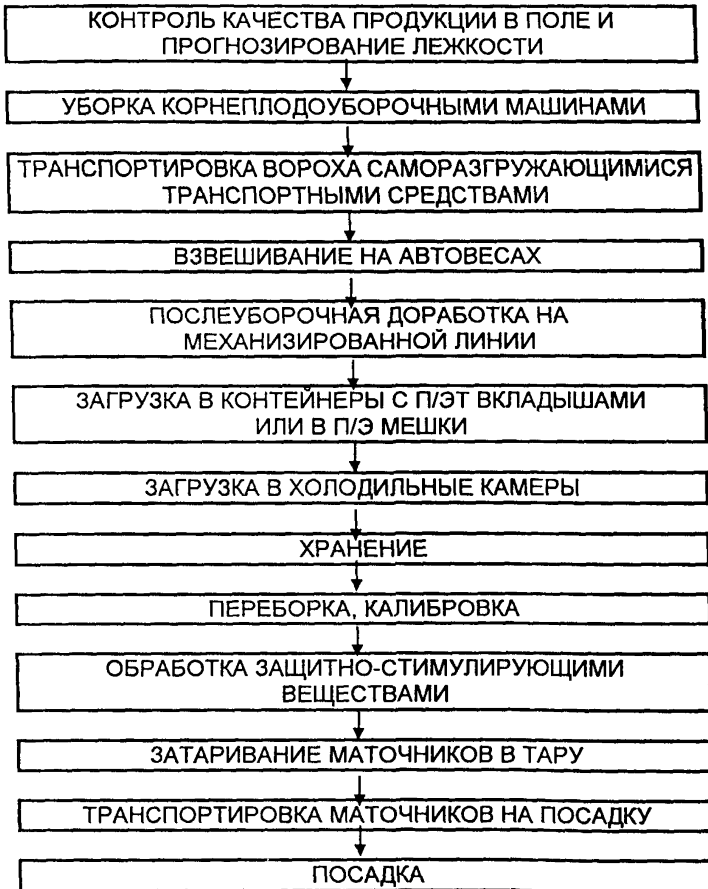 КОНТРОЛЬ КАЧЕСТВА ПРОДУКЦИИ В ПОЛЕ И
ПРОГНОЗИРОВАНИЕ ЛЕЖКОСТИ
УБОРКА КОРНЕПЛОДОУБОРОЧНЫМИ МАШИНАМИ
ТРАНСПОРТИРОВКА ВОРОХА САМОРАЗГРУЖАЮЩИМИСЯ
ТРАНСПОРТНЫМИ СРЕДСТВАМИ
ВЗВЕШИВАНИЕ НА АВТОВЕСАХ
ПОСЛЕУБОРОЧНАЯ ДОРАБОТКА НА
МЕХАНИЗИРОВАННОЙ ЛИНИИ
ЗАГРУЗКА В КОНТЕЙНЕРЫ С П/ЭТ ВКЛАДЫШАМИ
ИЛИ В П/Э МЕШКИ
ЗАГРУЗКА В ХОЛОДИЛЬНЫЕ КАМЕРЫ
ХРАНЕНИЕ
ПЕРЕБОРКА, КАЛИБРОВКА
ОБРАБОТКА ЗАЩИТНО-СТИМУЛИРУЮЩИМИ
ВЕЩЕСТВАМИ
ЗАТАРИВАНИЕ МАТОЧНИКОВ В ТАРУ
ТРАНСПОРТИРОВКА МАТОЧНИКОВ НА ПОСАДКУ
ПОСАДКА